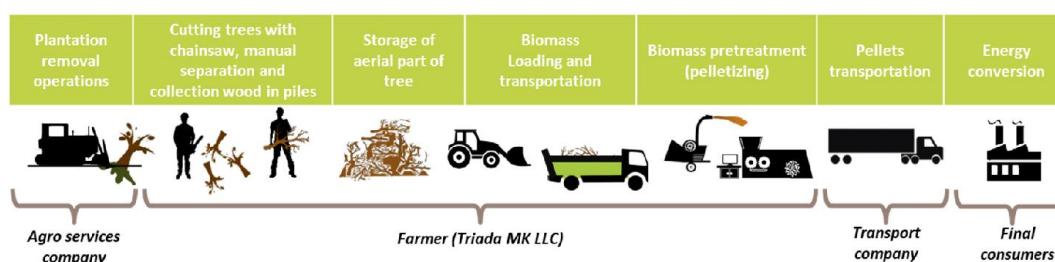 Plantation
removal
operations
Cutting trees with
chainsaw, manual
separation and
collection wood in piles
Storage of
aerial part of
tree
Biomass
Loading and
transportation
Biomass pretreatment
(pelletizing)
Pellets
transportation
Energy
conversion
Agro services
company
Farmer (Triada MK LLC)
Transport
company
Final
consumers